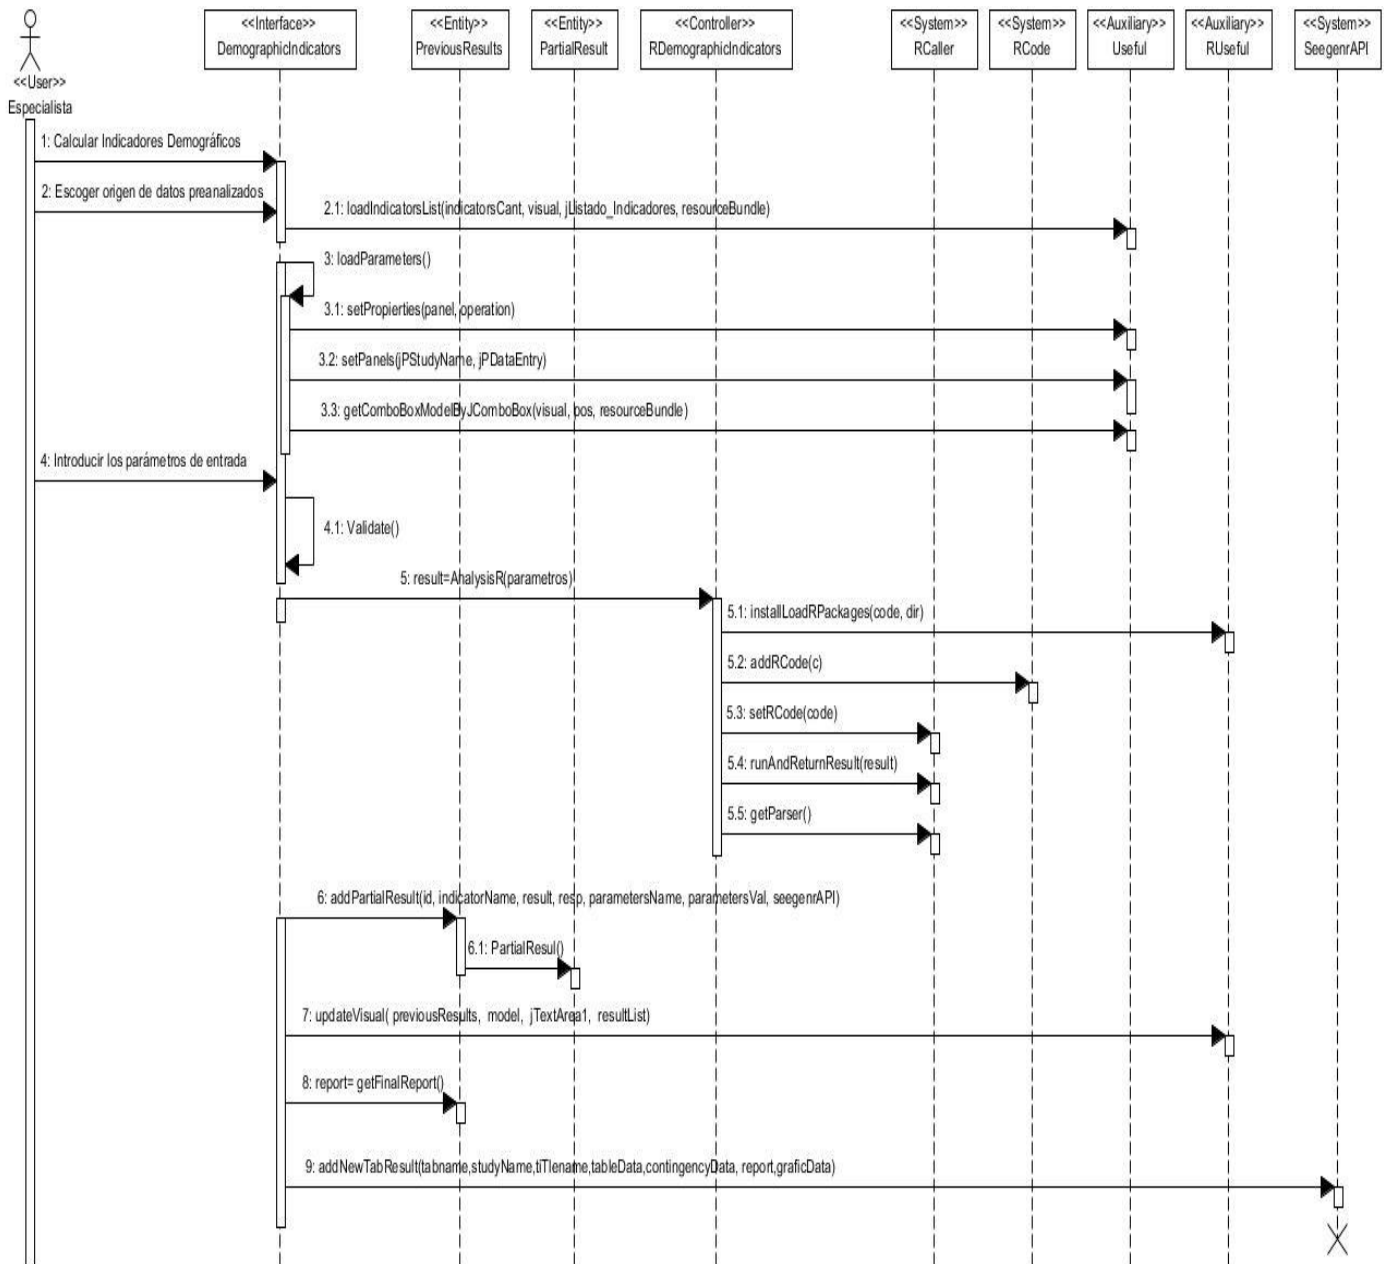 <<Interface>>
DemographicIndicators
<<Entity>>
PreviousResults
<<Entity>>
PartialResult
<<Controller>>
RDemographicIndicators
<<System>>
RCaller
<<System>>
RCode
<<Auxiliary>>
Useful
<<Auxiliary>>
RUseful
<<System>>
SeegenrAPI
<<User>>
Especialista
1: Calcular Indicadores Demográficos
2: Escoger origen de datos preanalizados
2.1: loadIndicatorsList(indicatorsCant, visual, jListado_Indicadores, resourceBundle)
3: loadParameters()
3.1: setPropierties(panel, operation)
3.2: setPanels(jPStudyName, jPDataEntry)
3.3: getComboBoxModelByJComboBox(visual, pos, resourceBundle)
4: Introducir los parámetros de entrada
4.1: Validate()
5: result=AnalysisR(parametros)
5.1: installLoadRPackages(code, dir)
5.2: addRCode(c)
5.3: setRCode(code)
5.4: runAndReturnResult(result)
5.5: getParser()
6: addPartialResult(id, indicatorName, result, resp, parametersName, parametersVal, seegenrAPI)
6.1: PartialResul()
7: updateVisual( previousResults, model, jTextArea1, resultList)
8: report= getFinalReport()
9: addNewTabResult(tabname,studyName,tiTlename,tableData,contingencyData, report,graficData)